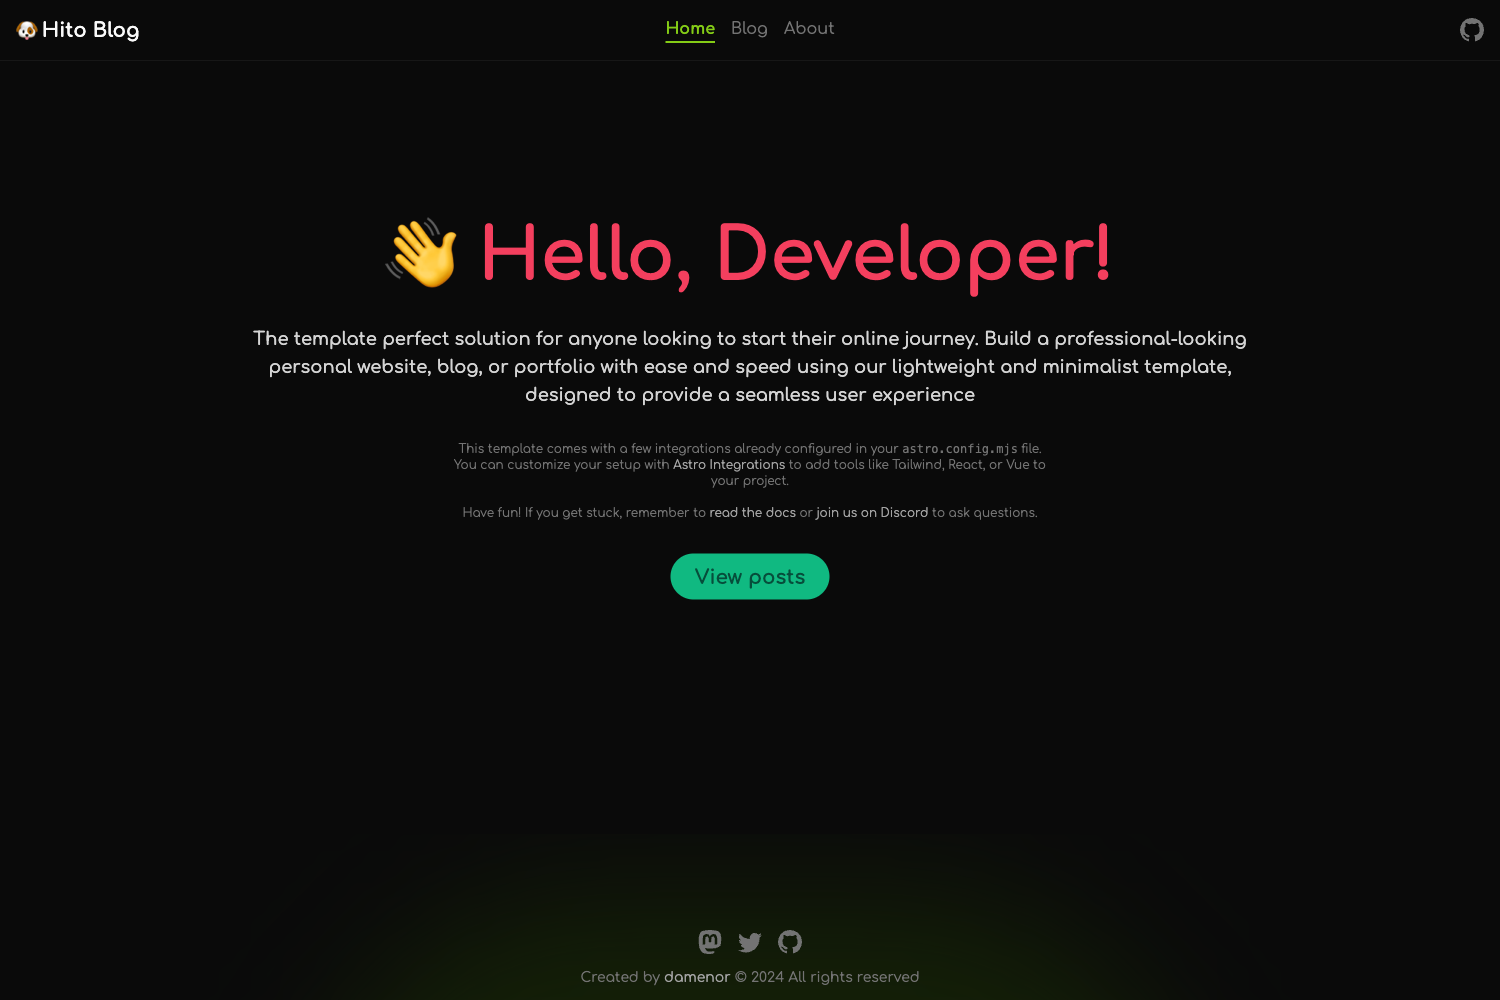 Hito Blog
Home Blog About
Hello, Developer!
The template perfect solution for anyone looking to start their online journey. Build a professional-looking
personal website, blog, or portfolio with ease and speed using our lightweight and minimalist template,
designed to provide a seamless user experience
This template comes with a few integrations already configured in your astro.config.mjs file.
You can customize your setup with Astro Integrations to add tools like Tailwind, React, or Vue to
your project.
Have fun! If you get stuck, remember to read the docs or join us on Discord to ask questions.
View posts
Created by damenor © 2024 All rights reserved